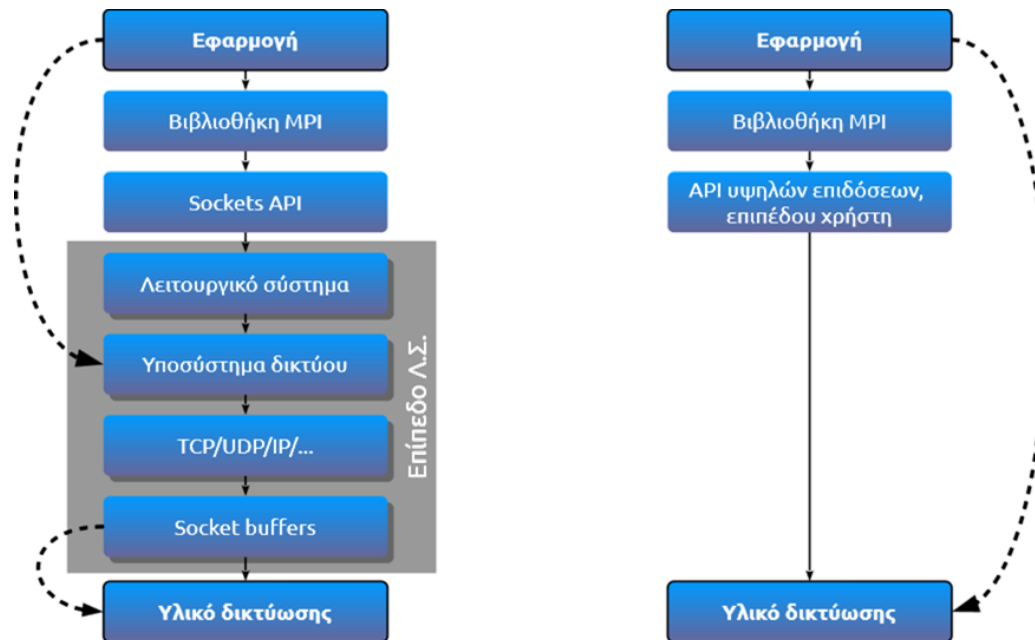 Εφαρμογή
Βιβλιοθήκη MPI
Sockets API
Λειτουργικό σύστημα
Υποσύστημα δικτύου
TCP/UDP/IP/...
Socket buffers
Επίπεδο Λ.Σ.
Υλικό δικτύωσης
Εφαρμογή
Βιβλιοθήκη MPI
API υψηλών επιδόσεων,
επιπέδου χρήστη
Υλικό δικτύωσης